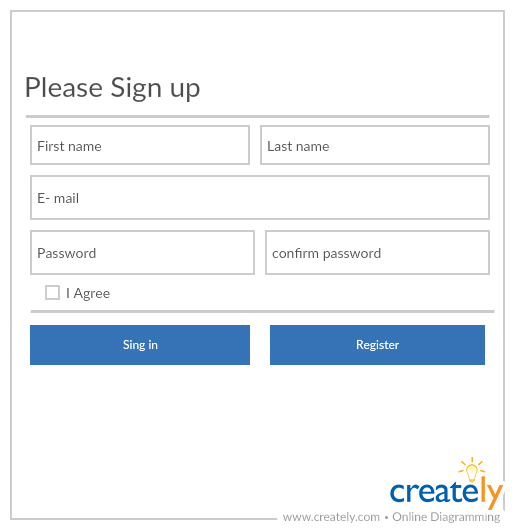 Please Sign up
First name Last name
E- mail
Password confirm password
I Agree
Sing in Register
creately
www.creately.com • Online Diagramming